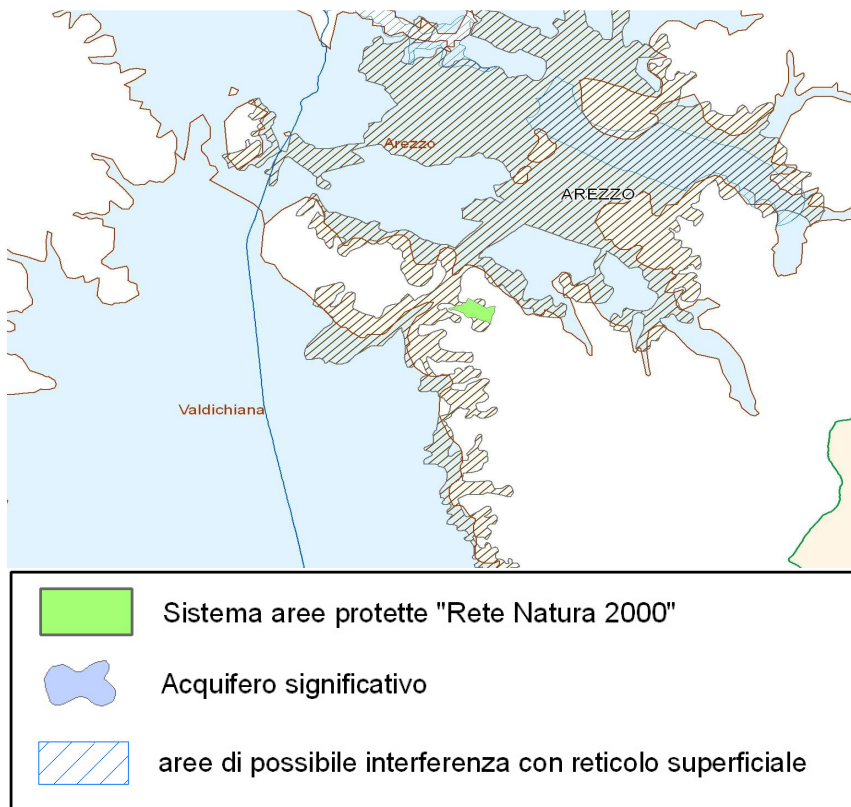 Arezzo
AREZZO
Valdichiana
Sistema aree protette "Rete Natura 2000"
Acquifero significativo
aree di possibile interferenza con reticolo superficiale